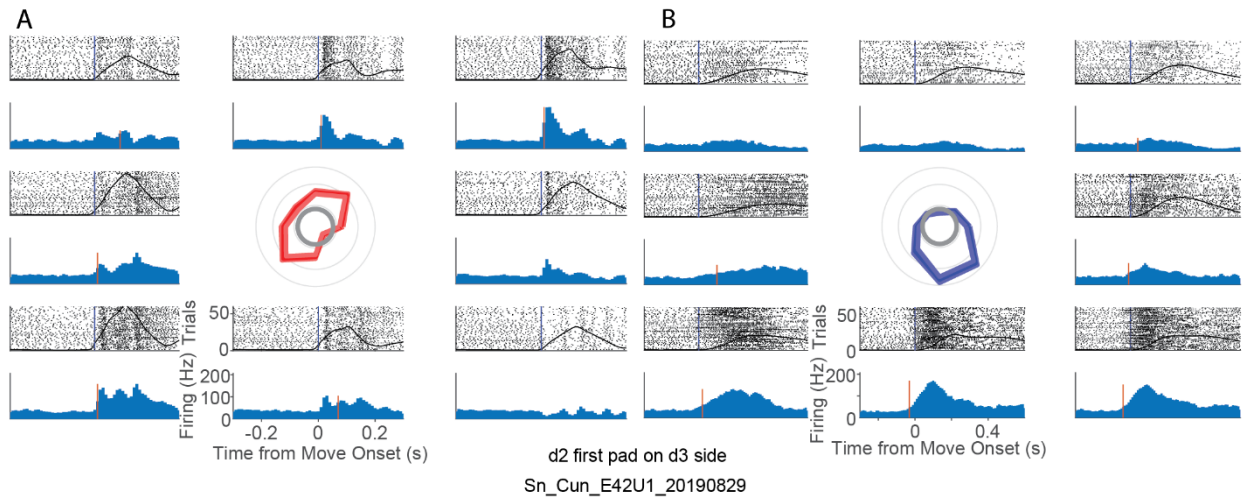 A
B
50
Trials
0
200
100
0
Firing (Hz)
-0.2 0 0.2
Time from Move Onset (s)
50
Trials
0
200
100
0
Firing (Hz)
0 0.4
Time from Move Onset (s)
d2 first pad on d3 side
Sn_Cun_E42U1_20190829